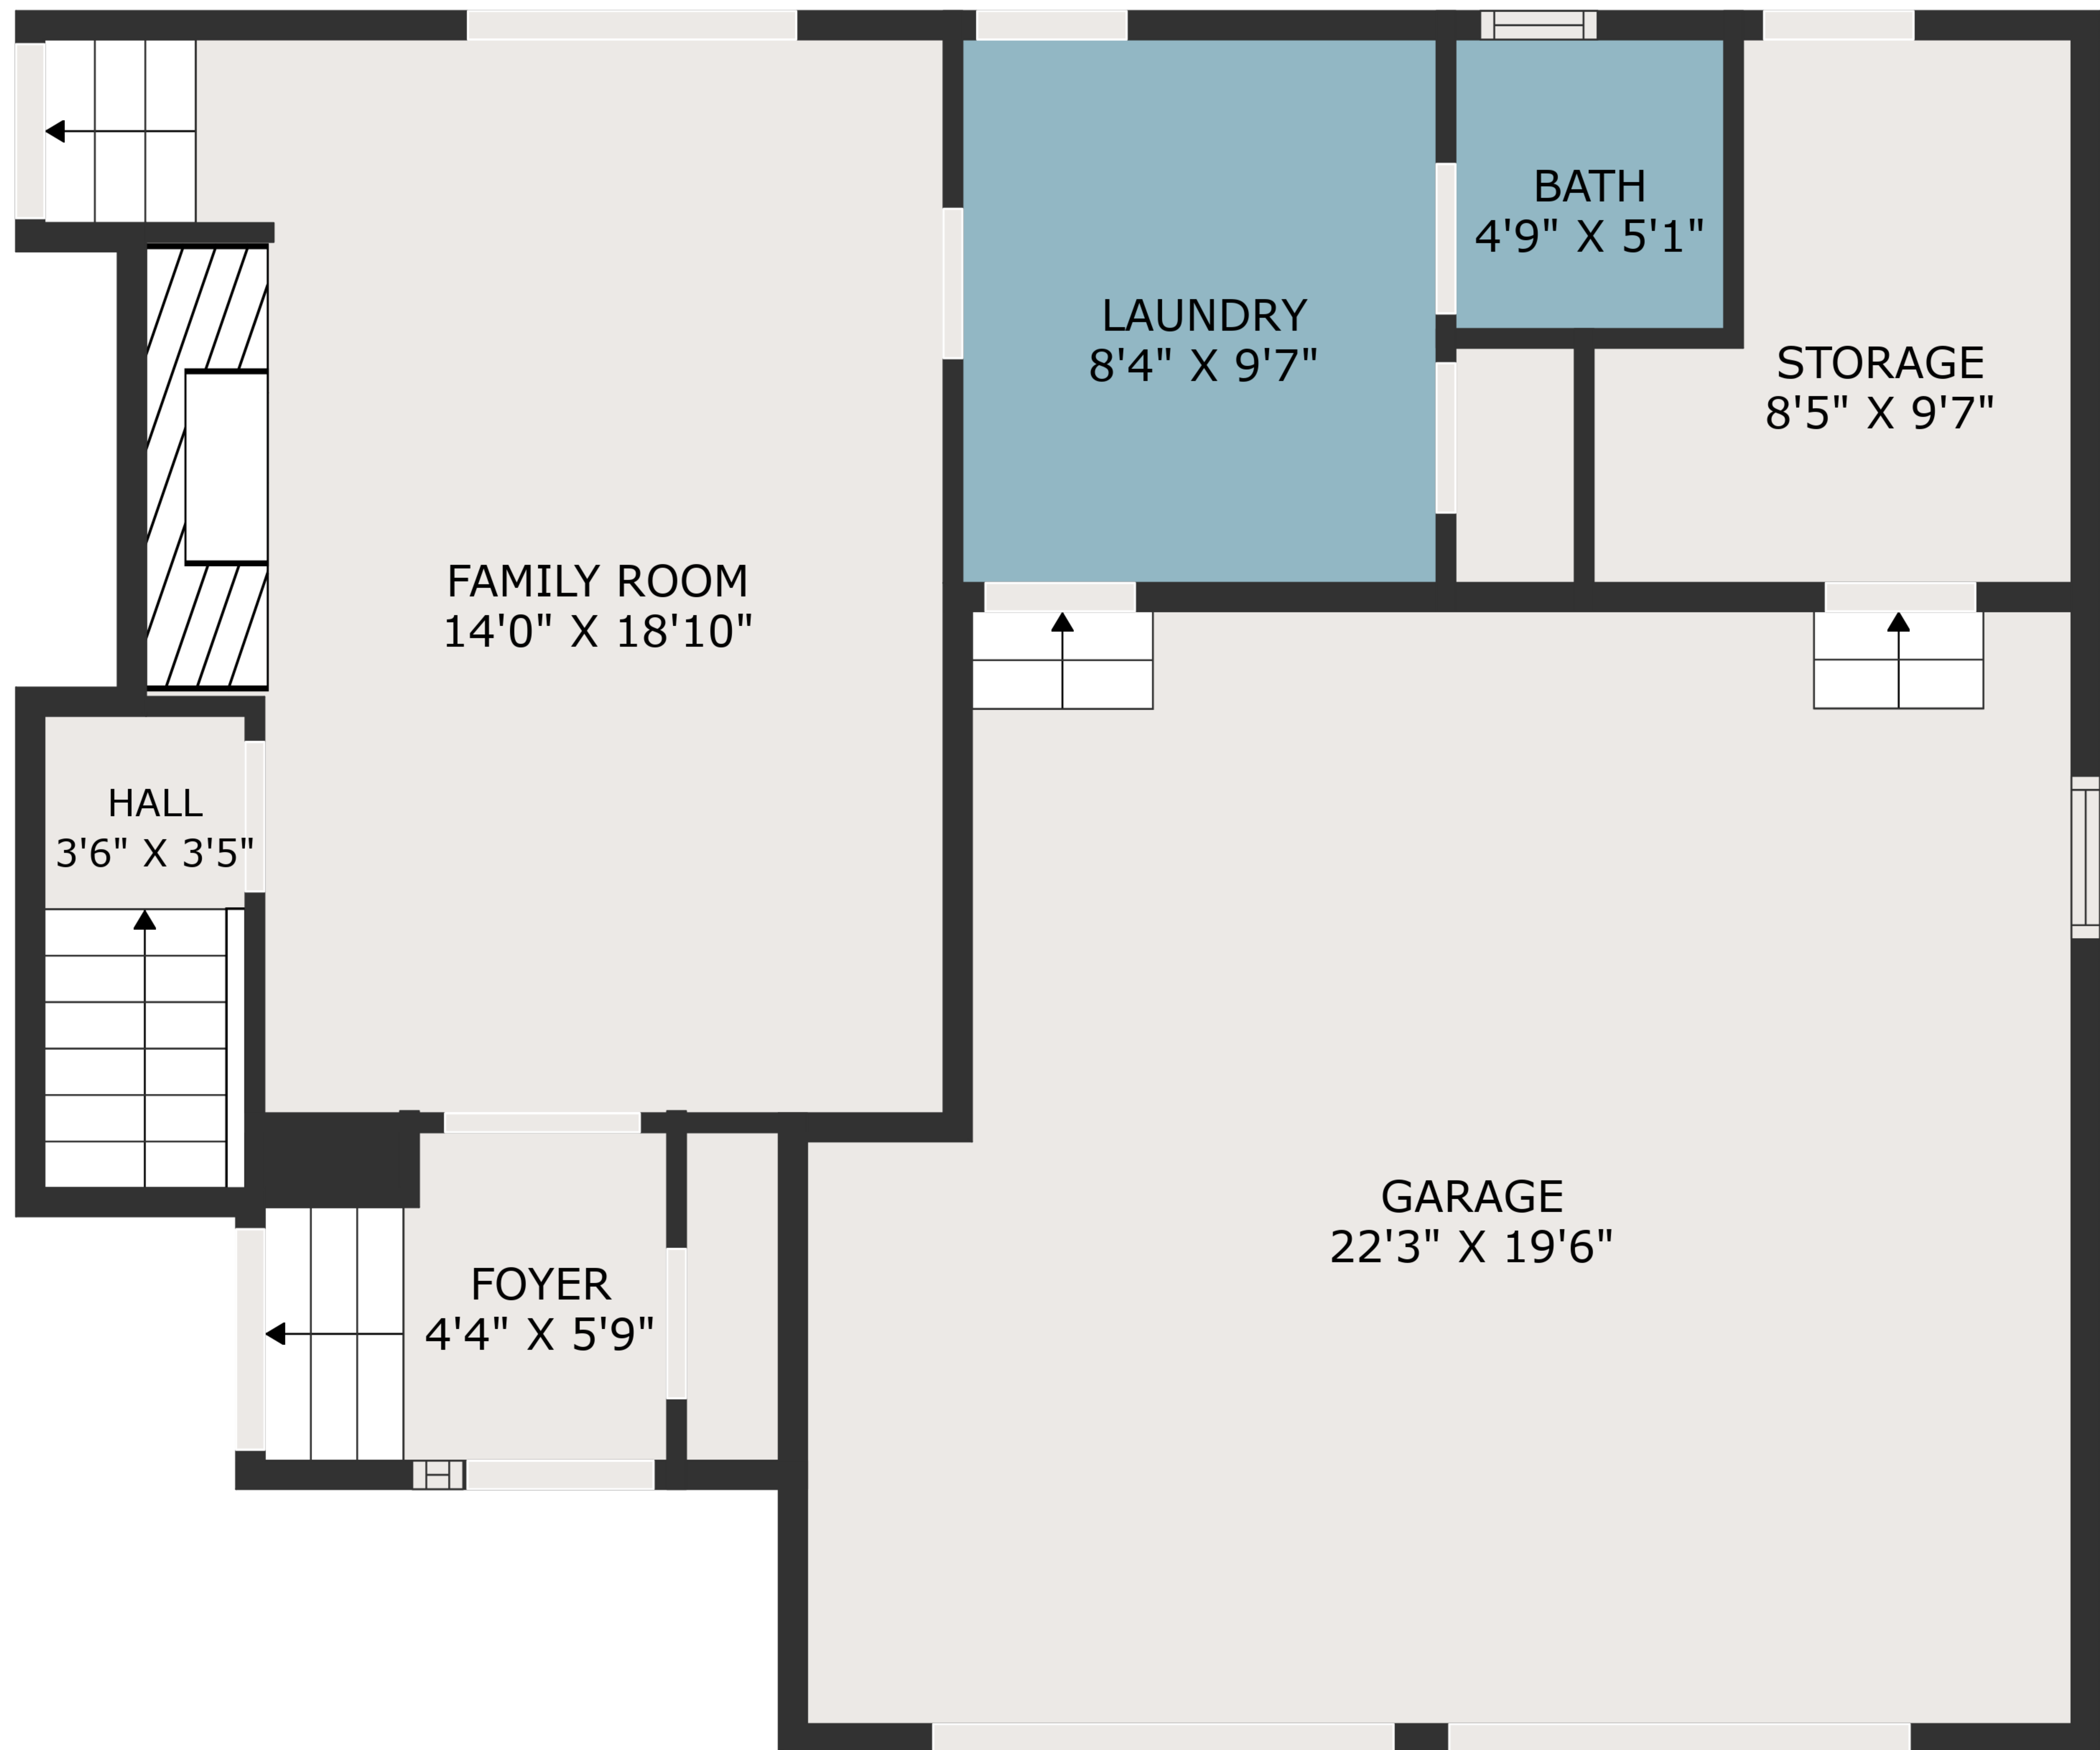 BATH
4'9" X 5'1"
LAUNDRY
8'4" X 9'7"
STORAGE
8'5" X 9'7"
FAMILY ROOM
14'0" X 18'10"
HALL
3'6" X 3'5"
GARAGE
22'3" X 19'6"
FOYER
4'4" X 5'9"